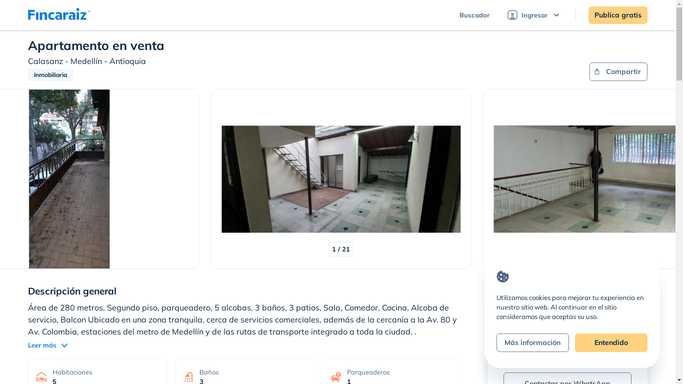 Fincaraiz
Buscador
Ingresar
Publica gratis
Apartamento en venta
Calasanz - Medellín - Antioquia
Inmobiliaria
Compartir
1 / 21
Descripción general
Área de 280 metros, Segundo piso, parqueadero, 5 alcobas, 3 baños, 3 patios, Sala, Comedor, Cocina, Alcoba de
servicio, Balcon Ubicado en una zona tranquila, cerca de servicios comerciales, además de la cercanía a la Av. 80 y
Av. Colombia, estaciones del metro de Medellín y de las rutas de transporte integrado a toda la ciudad, .
Leer más
Habitaciones
5
Baños
3
Parqueaderos
1
Utilizamos cookies para mejorar tu experiencia en
nuestro sitio web. Al continuar en el sitio
consideramos que aceptas su uso.
Más información
Entendido
Contactar por WhatsApp